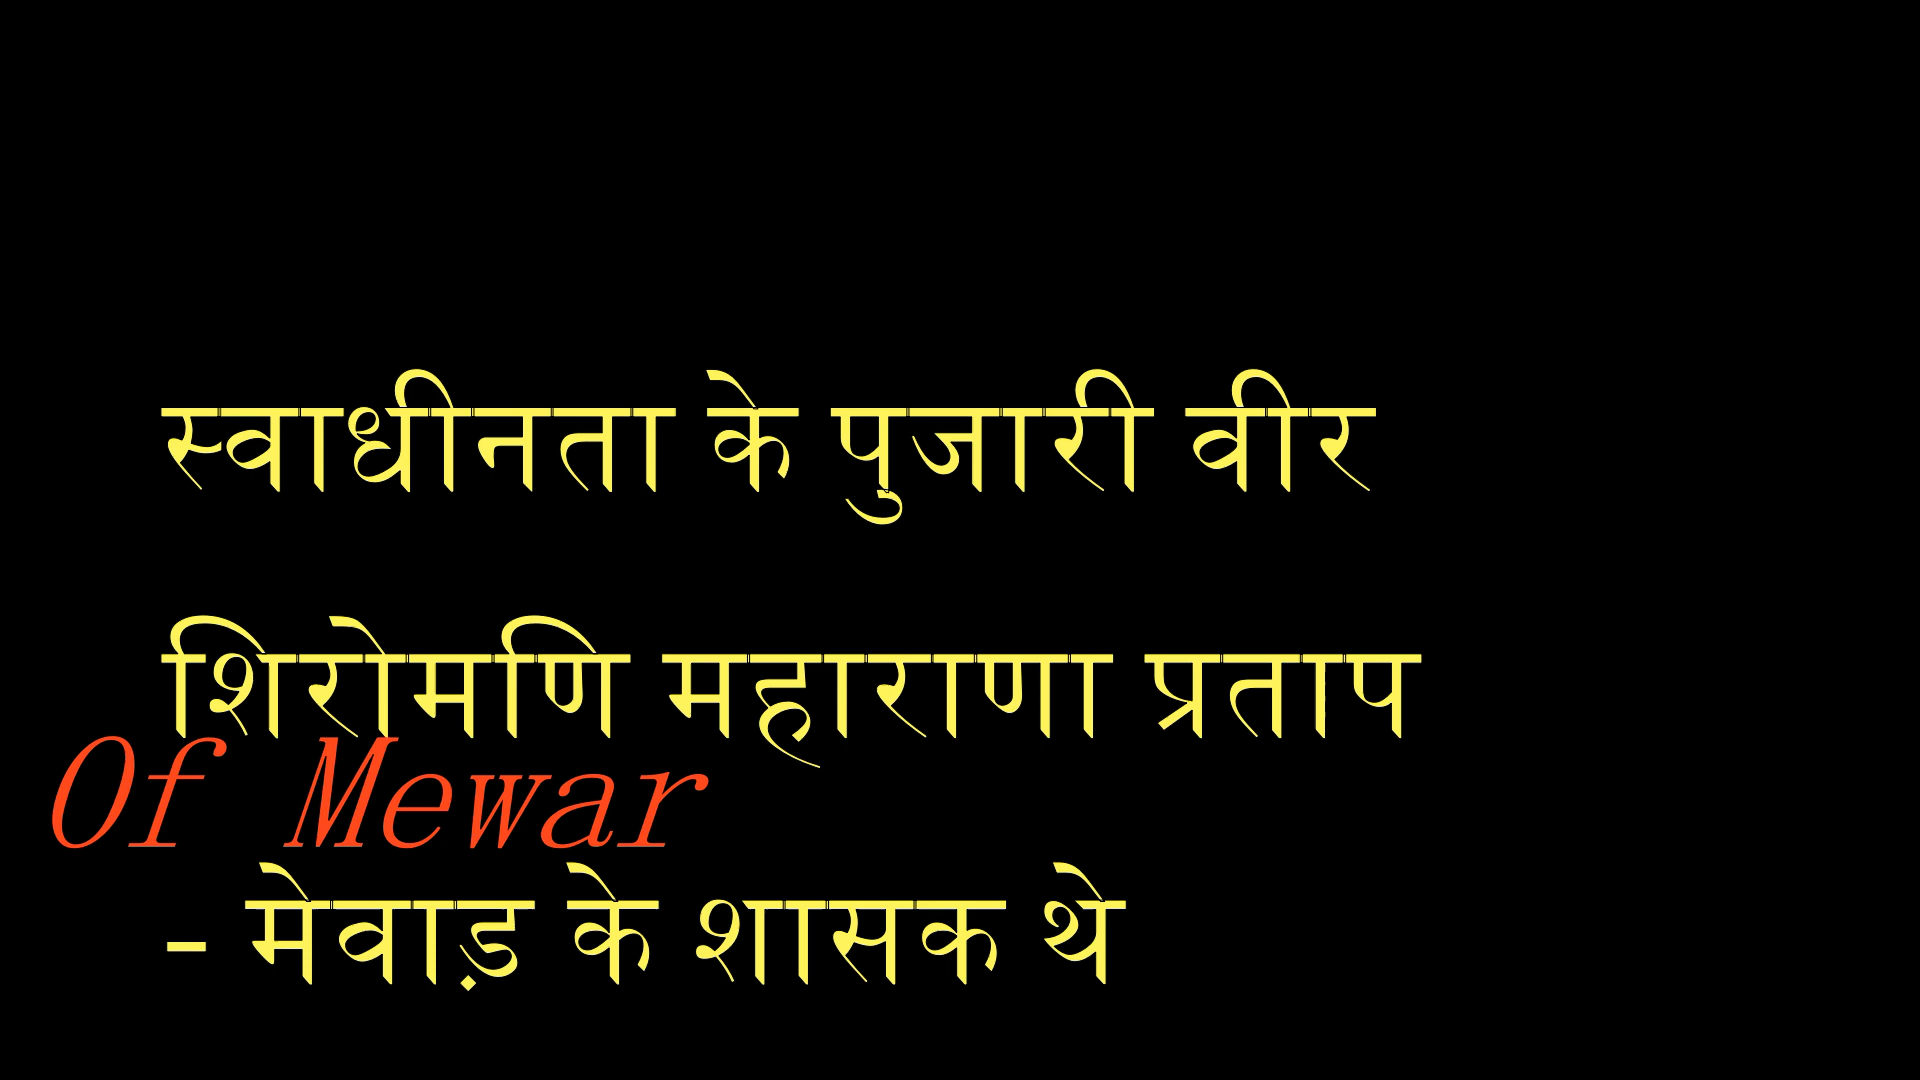 स्वाधीनता के पुजारी वीर
शिरोमणि महाराणा प्रताप
Of Mewar
- मेवाड़ के शासक थे